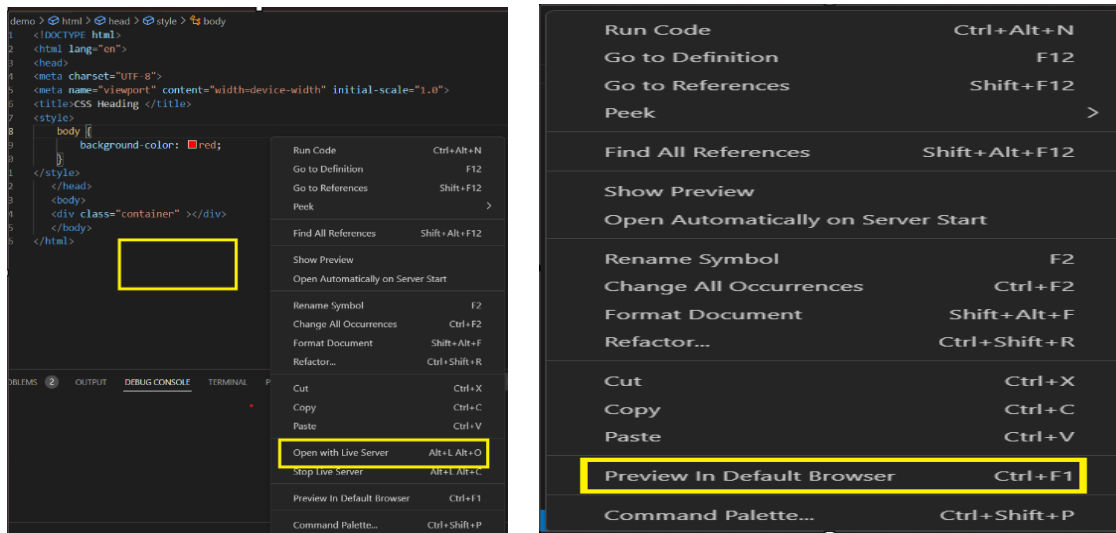 demo > html > head > style > body
1 <!DOCTYPE html>
2 <html lang="en">
3 <head>
4 <meta charset="UTF-8">
5 <meta name="viewport" content="width=device-width" initial-scale="1.0">
6 <title>CSS Heading </title>
7 <style>
8 body {
9 background-color: red;
0 }
1 </style>
2 </head>
3 <body>
4 <div class="container" ></div>
5 </body>
6 </html>
OBLEMS 2 OUTPUT DEBUG CONSOLE TERMINAL P
Run Code Ctrl+Alt+N
Go to Definition F12
Go to References Shift+F12
Peek >
Find All References Shift+Alt+F12
Show Preview
Open Automatically on Server Start
Rename Symbol F2
Change All Occurrences Ctrl+F2
Format Document Shift+Alt+F
Refactor... Ctrl+Shift+R
Cut Ctrl+X
Copy Ctrl+C
Paste Ctrl+V
Open with Live Server Alt+L Alt+O
Stop Live Server Alt+L Alt+C
Preview In Default Browser Ctrl+F1
Command Palette... Ctrl+Shift+P
Run Code Ctrl+Alt+N
Go to Definition F12
Go to References Shift+F12
Peek >
Find All References Shift+Alt+F12
Show Preview
Open Automatically on Server Start
Rename Symbol F2
Change All Occurrences Ctrl+F2
Format Document Shift+Alt+F
Refactor... Ctrl+Shift+R
Cut Ctrl+X
Copy Ctrl+C
Paste Ctrl+V
Preview In Default Browser Ctrl+F1
Command Palette... Ctrl+Shift+P